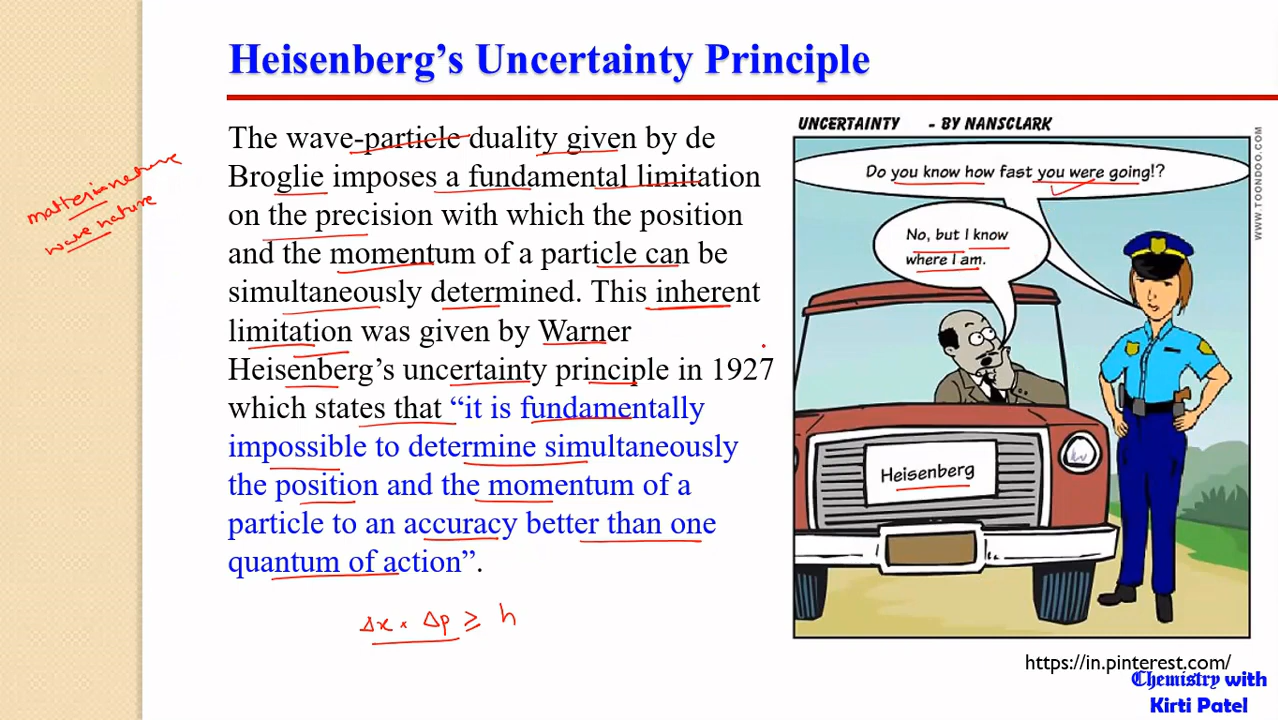 Heisenberg's Uncertainty Principle
The wave-particle duality given by de
Broglie imposes a fundamental limitation
on the precision with which the position
and the momentum of a particle can be
simultaneously determined. This inherent
limitation was given by Warner
Heisenberg's uncertainty principle in 1927
which states that “it is fundamentally
impossible to determine simultaneously
the position and the momentum of a
particle to an accuracy better than one
quantum of action”.
Δx × Δp ≥ h
nature
wave nature
UNCERTAINTY - BY NANSCLARK
Do you know how fast you were going!?
No, but I know
where I am.
Heisenberg
WWW.TOONDOO.COM
https://in.pinterest.com/
Chemistry with
Kirti Patel